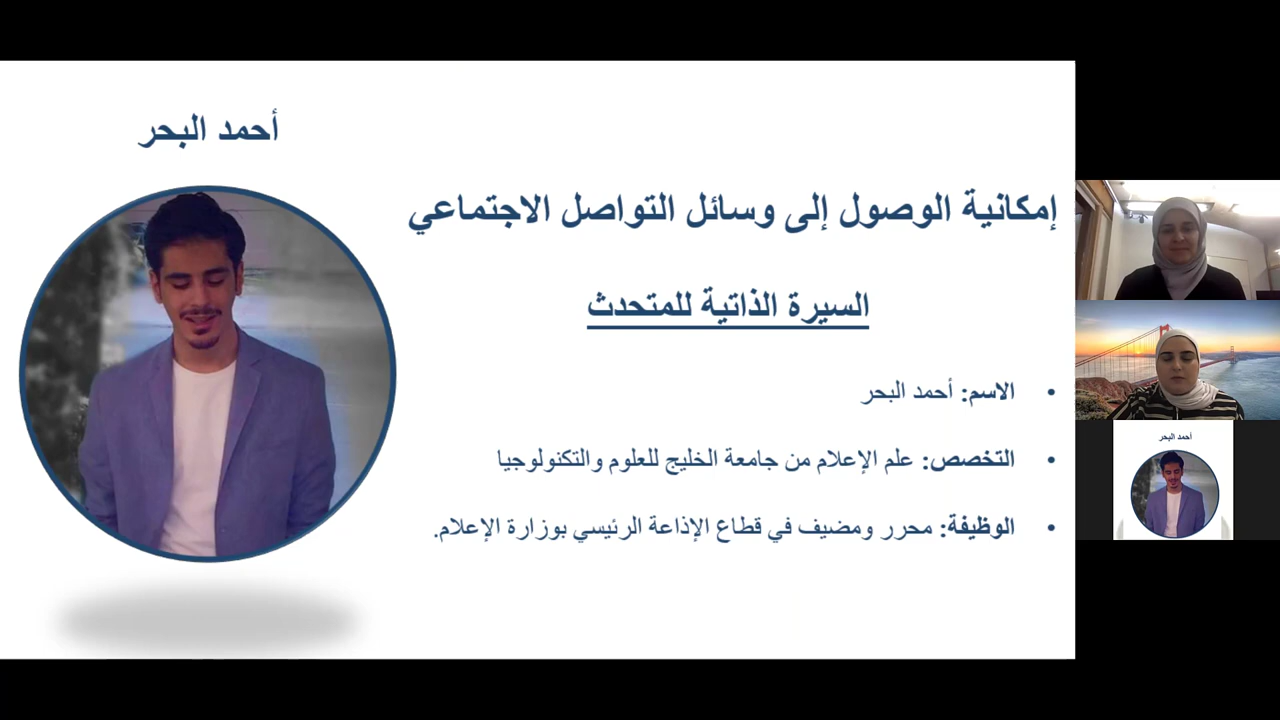 أحمد البحر
إمكانية الوصول إلى وسائل التواصل الاجتماعي
السيرة الذاتية للمتحدث
• الاسم: أحمد البحر
• التخصص: علم الإعلام من جامعة الخليج للعلوم والتكنولوجيا
• الوظيفة: محرر ومضيف في قطاع الإذاعة الرئيسي بوزارة الإعلام.
أحمد البحر